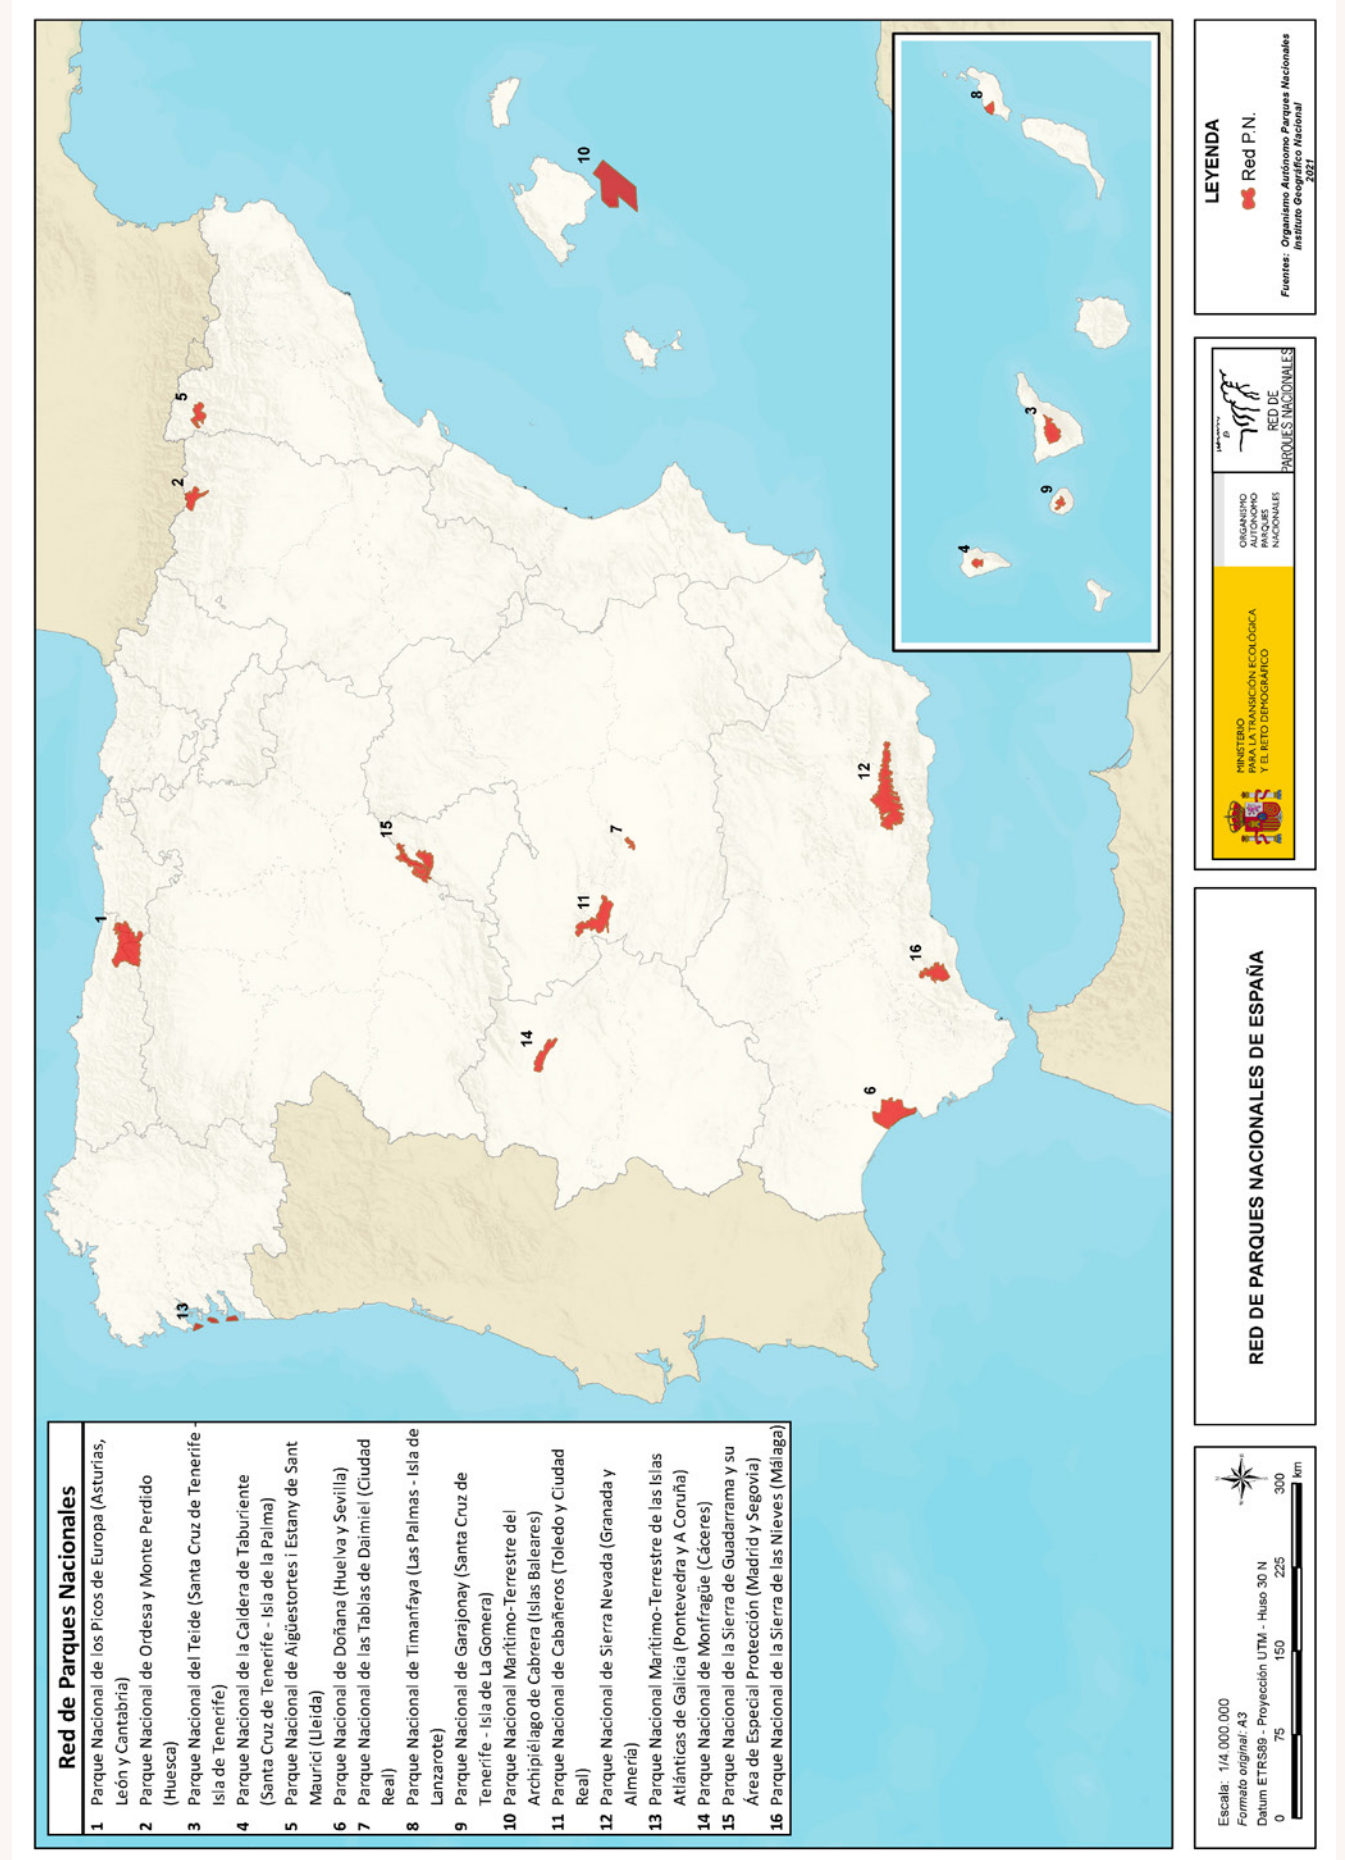 Red de Parques Nacionales
1 Parque Nacional de los Picos de Europa (Asturias,
León y Cantabria)
2 Parque Nacional de Ordesa y Monte Perdido
(Huesca)
3 Parque Nacional del Teide (Santa Cruz de Tenerife -
Isla de Tenerife)
4 Parque Nacional de la Caldera de Taburiente
(Santa Cruz de Tenerife - Isla de la Palma)
5 Parque Nacional de Aigüestortes i Estany de Sant
Maurici (Lleida)
6 Parque Nacional de Doñana (Huelva y Sevilla)
7 Parque Nacional de las Tablas de Daimiel (Ciudad
Real)
8 Parque Nacional de Timanfaya (Las Palmas - Isla de
Lanzarote)
9 Parque Nacional de Garajonay (Santa Cruz de
Tenerife - Isla de La Gomera)
10 Parque Nacional Marítimo-Terrestre del
Archipiélago de Cabrera (Islas Baleares)
11 Parque Nacional de Cabañeros (Toledo y Ciudad
Real)
12 Parque Nacional de Sierra Nevada (Granada y
Almería)
13 Parque Nacional Marítimo-Terrestre de las Islas
Atlánticas de Galicia (Pontevedra y A Coruña)
14 Parque Nacional de Monfragüe (Cáceres)
15 Parque Nacional de la Sierra de Guadarrama y su
Área de Especial Protección (Madrid y Segovia)
16 Parque Nacional de la Sierra de las Nieves (Málaga)
13
1
2
5
15
14
11
7
10
6
16
12
4
9
3
8
Escala: 1/4.000.000
Formato original: A3
Datum ETRS89 - Proyección UTM - Huso 30 N
0 75 150 225 300
km
RED DE PARQUES NACIONALES DE ESPAÑA
MINISTERIO
PARA LA TRANSICIÓN ECOLÓGICA
Y EL RETO DEMOGRÁFICO
ORGANISMO
AUTÓNOMO
PARQUES
NACIONALES
RED DE
PARQUES NACIONALES
LEYENDA
Red P.N.
Fuentes: Organismo Autónomo Parques Nacionales
Instituto Geográfico Nacional
2021